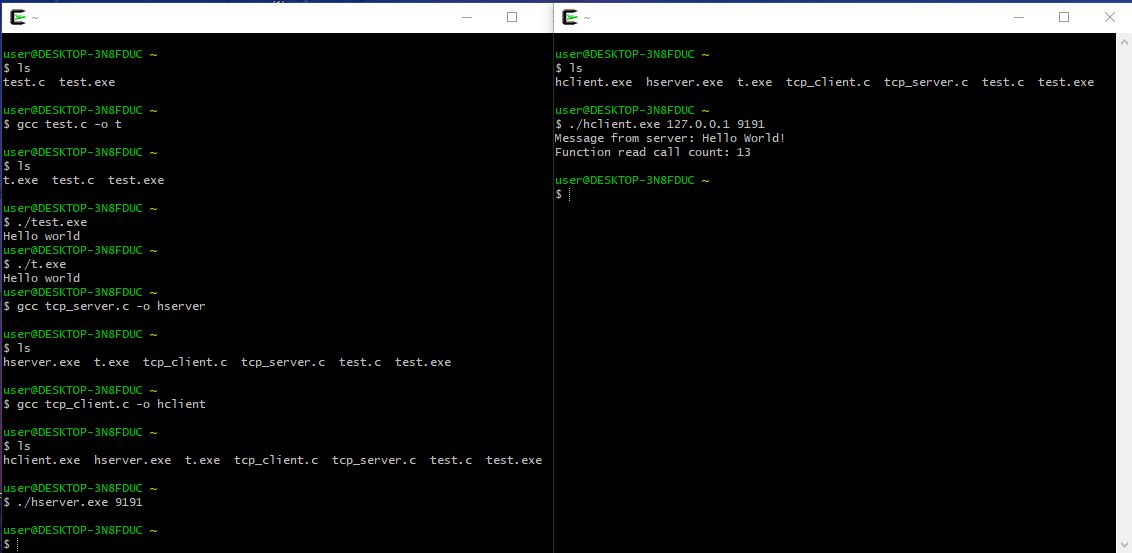 ~
user@DESKTOP-3N8FDUC ~
$ ls
test.c  test.exe
user@DESKTOP-3N8FDUC ~
$ gcc test.c -o t
user@DESKTOP-3N8FDUC ~
$ ls
t.exe  test.c  test.exe
user@DESKTOP-3N8FDUC ~
$ ./test.exe
Hello world
user@DESKTOP-3N8FDUC ~
$ ./t.exe
Hello world
user@DESKTOP-3N8FDUC ~
$ gcc tcp_server.c -o hserver
user@DESKTOP-3N8FDUC ~
$ ls
hserver.exe  t.exe  tcp_client.c  tcp_server.c  test.c  test.exe
user@DESKTOP-3N8FDUC ~
$ gcc tcp_client.c -o hclient
user@DESKTOP-3N8FDUC ~
$ ls
hclient.exe  hserver.exe  t.exe  tcp_client.c  tcp_server.c  test.c  test.exe
user@DESKTOP-3N8FDUC ~
$ ./hserver.exe 9191
user@DESKTOP-3N8FDUC ~
$
~
user@DESKTOP-3N8FDUC ~
$ ls
hclient.exe  hserver.exe  t.exe  tcp_client.c  tcp_server.c  test.c  test.exe
user@DESKTOP-3N8FDUC ~
$ ./hclient.exe 127.0.0.1 9191
Message from server: Hello World!
Function read call count: 13
user@DESKTOP-3N8FDUC ~
$